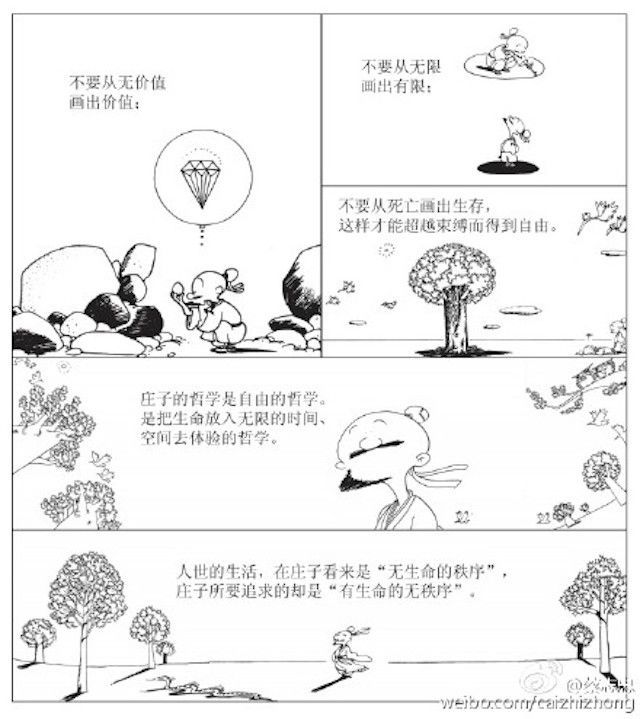 不要从无价值
画出价值；
不要从无限
画出有限；
不要从死亡画出生存，
这样才能超越束缚而得到自由。
庄子的哲学是自由的哲学。
是把生命放入无限的时间、
空间去体验的哲学。
人世的生活，在庄子看来是“无生命的秩序”，
庄子所要追求的却是“有生命的无秩序”。
@蔡志忠
weibo.com/caizhizhong